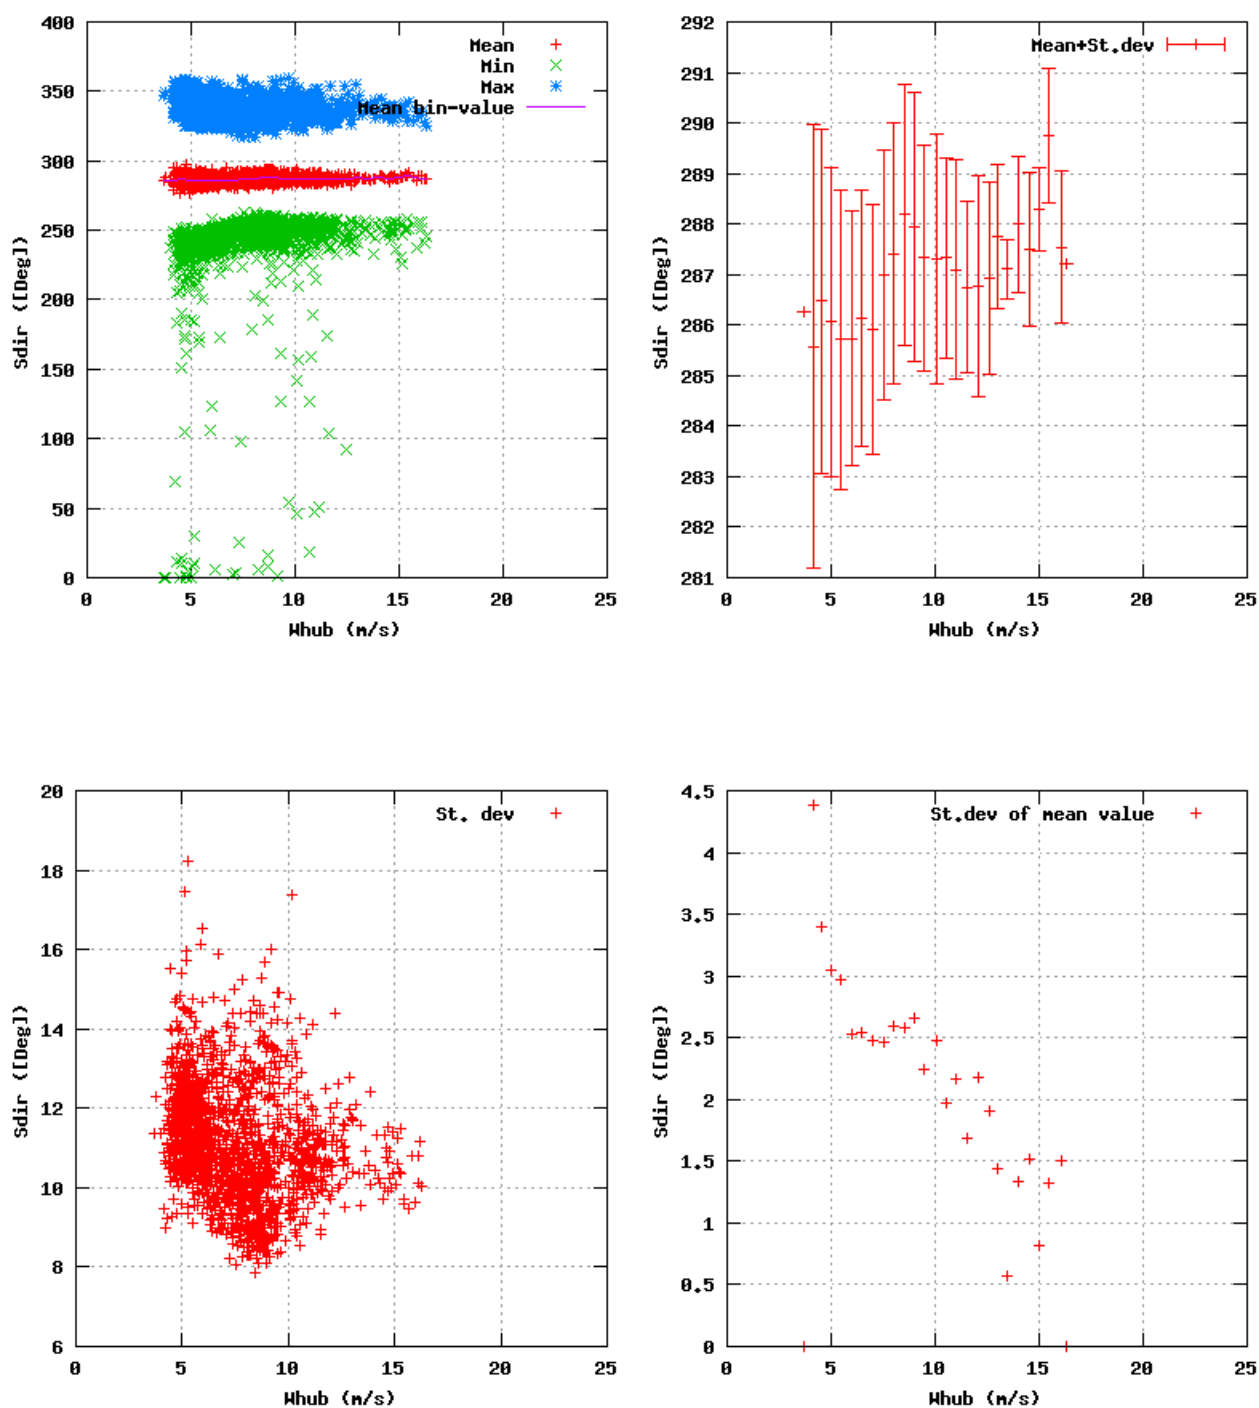 400
350
300
250
200
150
100
50
0
0 5 10 15 20 25
Sdir ([Deg])
Whub (m/s)
Mean
Min
Max
Mean bin-value
292
291
290
289
288
287
286
285
284
283
282
281
0 5 10 15 20 25
Sdir ([Deg])
Whub (m/s)
Mean+St.dev
20
18
16
14
12
10
8
6
0 5 10 15 20 25
Sdir ([Deg])
Whub (m/s)
St. dev
4.5
4
3.5
3
2.5
2
1.5
1
0.5
0
0 5 10 15 20 25
Sdir ([Deg])
Whub (m/s)
St.dev of mean value